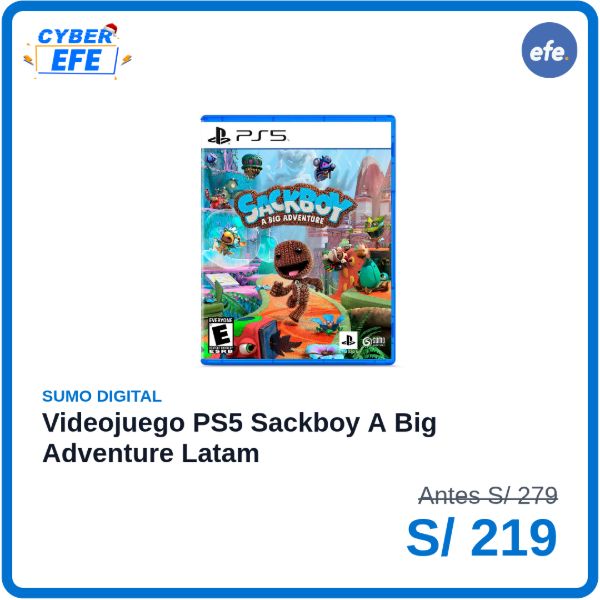 CYBER
EFE
efe.
PS5
SACKBOY
A BIG ADVENTURE
EVERYONE
E
ESRB
SUMO DIGITAL
Videojuego PS5 Sackboy A Big
Adventure Latam
Antes S/ 279
S/ 219